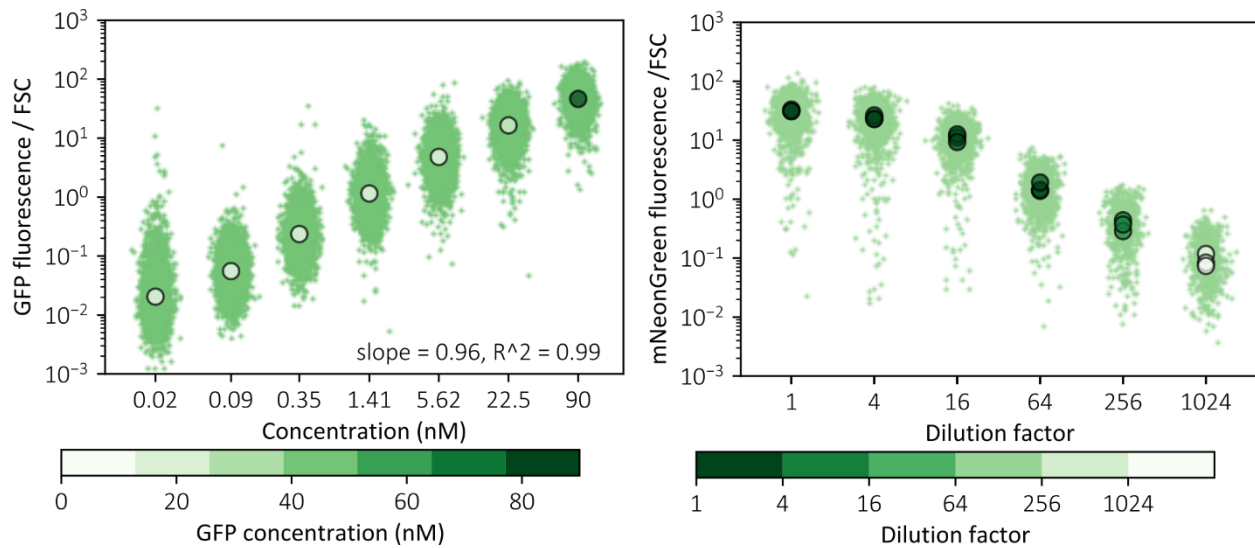 GFP fluorescence / FSC
10³
10²
10¹
10⁰
10⁻¹
10⁻²
10⁻³
slope = 0.96, R^2 = 0.99
0.02 0.09 0.35 1.41 5.62 22.5 90
Concentration (nM)
0 20 40 60 80
GFP concentration (nM)
mNeonGreen fluorescence /FSC
10³
10²
10¹
10⁰
10⁻¹
10⁻²
10⁻³
1 4 16 64 256 1024
Dilution factor
1 4 16 64 256 1024
Dilution factor